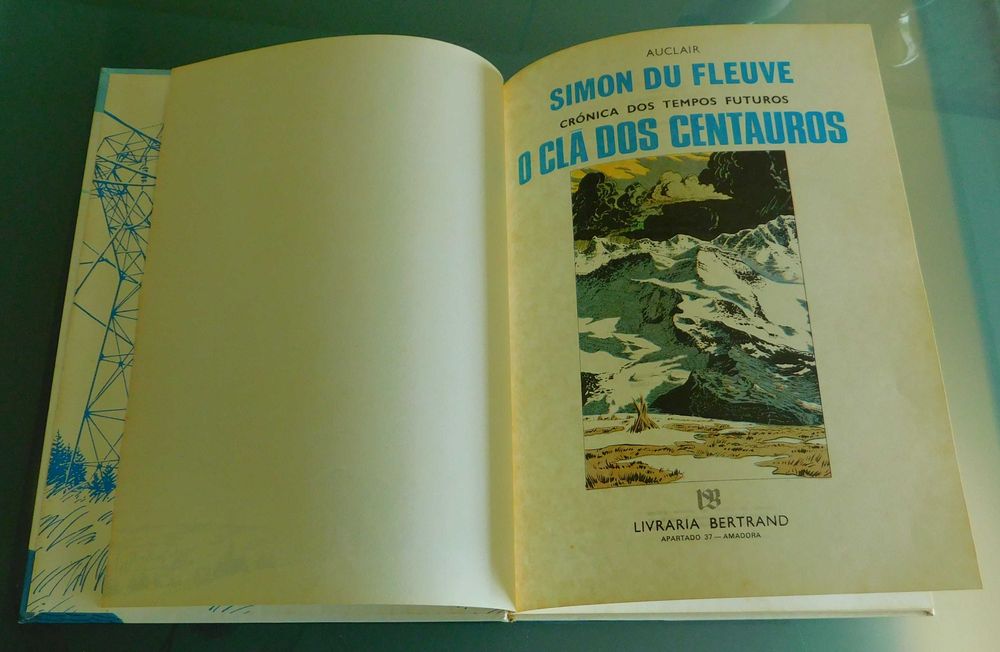 AUCLAIR
SIMON DU FLEUVE
CRÓNICA DOS TEMPOS FUTUROS
O CLÃ DOS CENTAUROS
LIVRARIA BERTRAND
APARTADO 37 — AMADORA